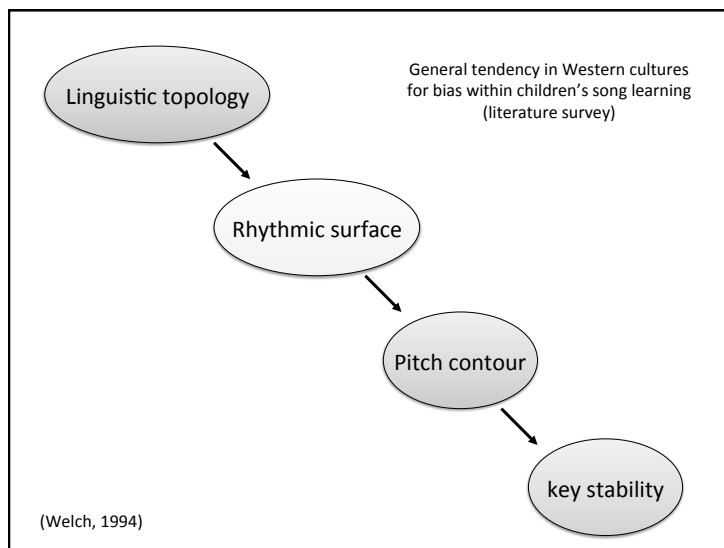 General tendency in Western cultures
for bias within children's song learning
(literature survey)
Linguistic topology
Rhythmic surface
Pitch contour
key stability
(Welch, 1994)